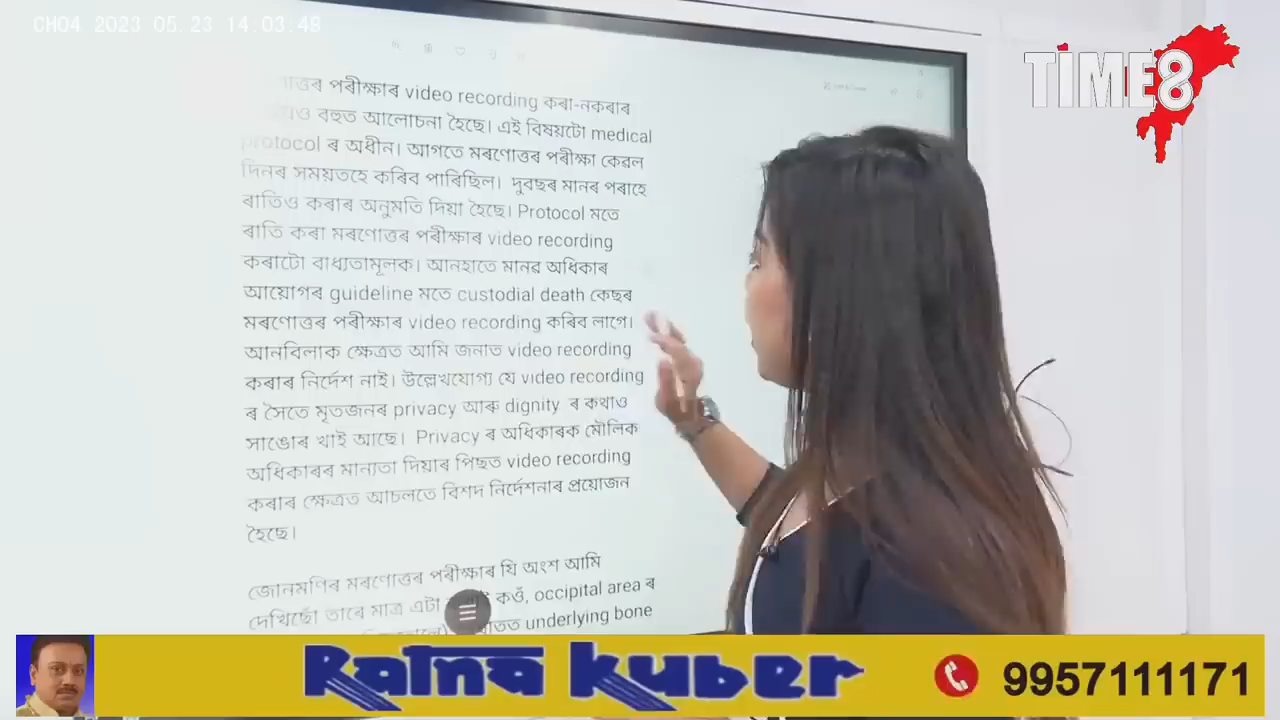 CH04 2023 05 23 14:03:48
TIME8
পৰীক্ষাৰ video recording কৰা-নকৰাৰ
বহুত আলোচনা হৈছে। এই বিষয়টো medical
protocol ৰ অধীন। আগতে মৰণোত্তৰ পৰীক্ষা কেৱল
দিনৰ সময়তহে কৰিব পাৰিছিল। দুবছৰ মানৰ পৰাহে
ৰাতিও কৰাৰ অনুমতি দিয়া হৈছে। Protocol মতে
ৰাতি কৰা মৰণোত্তৰ পৰীক্ষাৰ video recording
কৰাটো বাধ্যতামূলক। আনহাতে মানৱ অধিকাৰ
আয়োগৰ guideline মতে custodial death কেছৰ
মৰণোত্তৰ পৰীক্ষাৰ video recording কৰিব লাগে।
আনবিলাক ক্ষেত্ৰত আমি জনাত video recording
কৰাৰ নিৰ্দেশ নাই। উল্লেখযোগ্য যে video recording
ৰ সৈতে মৃতজনৰ privacy আৰু dignity ৰ কথাও
সাঙোৰ খাই আছে। Privacy ৰ অধিকাৰক মৌলিক
অধিকাৰৰ মান্যতা দিয়াৰ পিছত video recording
কৰাৰ ক্ষেত্ৰত আচলতে বিশদ নিৰ্দেশনাৰ প্ৰয়োজন
হৈছে।
জোনমণিৰ মৰণোত্তৰ পৰীক্ষাৰ যি অংশ আমি
দেখিছোঁ তাৰে মাত্ৰ এটা কওঁ, occipital area ৰ
underlying bone
Ratna Kuber
9957111171